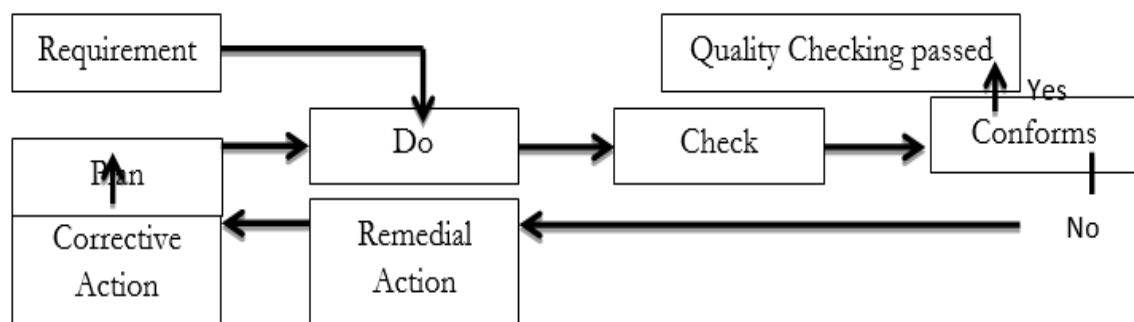 Requirement
Quality Checking passed
Yes
Do
Check
Conforms
Plan
Corrective
Action
Remedial
Action
No